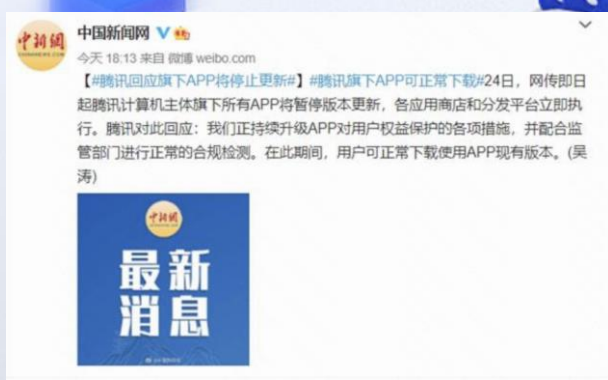 中国新闻网
今天 18:13 来自 微博 weibo.com
【#腾讯回应旗下APP将停止更新#】#腾讯旗下APP可正常下载#24日，网传即日
起腾讯计算机主体旗下所有APP将暂停版本更新，各应用商店和分发平台立即执
行。腾讯对此回应：我们正持续升级APP对用户权益保护的各项措施，并配合监
管部门进行正常的合规检测。在此期间，用户可正常下载使用APP现有版本。(吴
涛)
中新網
CHINANEWS.COM
中新網
最新
消息